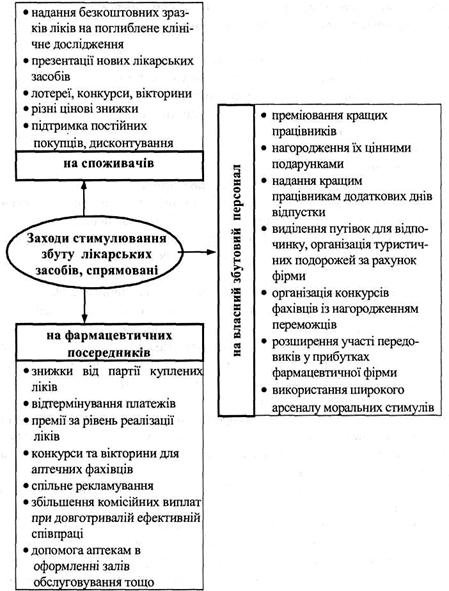 • надання безкоштовних зраз-
ків ліків на поглиблене кліні-
чне дослідження
• презентації нових лікарських
засобів
• лотереї, конкурси, вікторини
• різні цінові знижки
• підтримка постійних
покупців, дисконтування
на споживачів
Заходи стимулювання
збуту лікарських
засобів, спрямовані
на власний збутовий персонал
• преміювання кращих
працівників
• нагородження їх цінними
подарунками
• надання кращим
працівникам додаткових днів
відпустки
• виділення путівок для відпо-
чинку, організація туристич-
них подорожей за рахунок
фірми
• організація конкурсів
фахівців із нагородженням
переможців
• розширення участі передо-
виків у прибутках
фармацевтичної фірми
• використання широкого
арсеналу моральних стимулів
на фармацевтичних
посередників
• знижки від партії куплених
ліків
• відтермінування платежів
• премії за рівень реалізації
ліків
• конкурси та вікторини для
аптечних фахівців
• спільне рекламування
• збільшення комісійних виплат
при довготривалій ефективній
співпраці
• допомога аптекам в
оформленні залів
обслуговування тощо